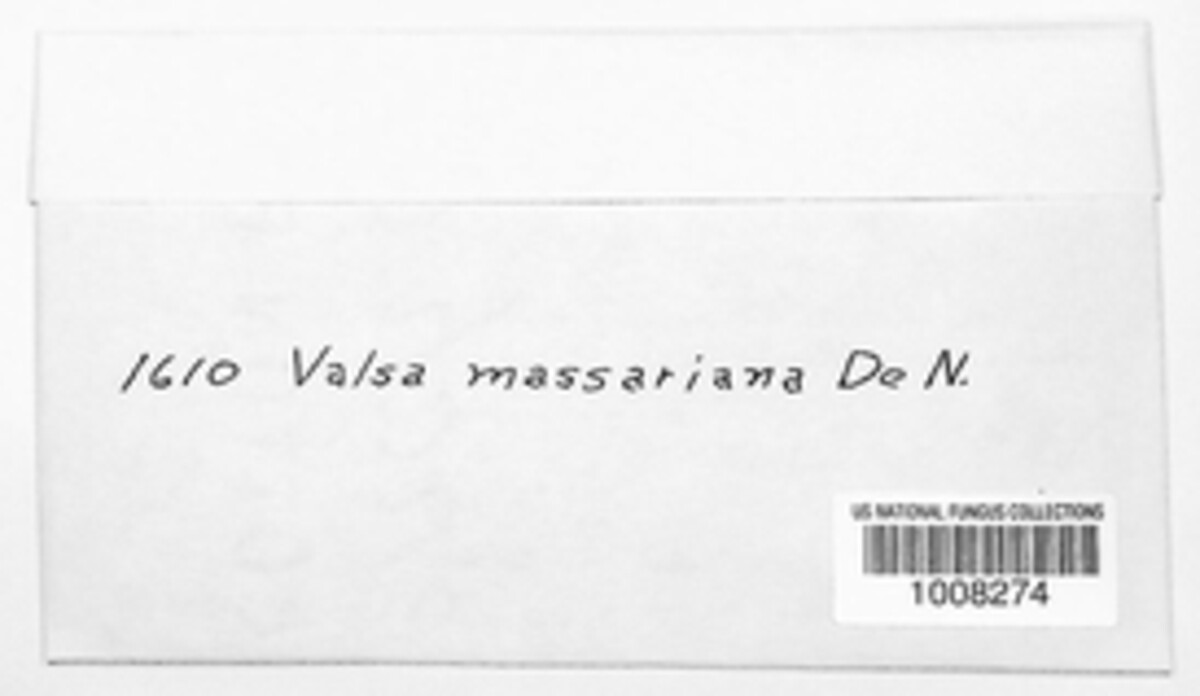 1610 Valsa massariana De N.
US NATIONAL FUNGUS COLLECTIONS
1008274